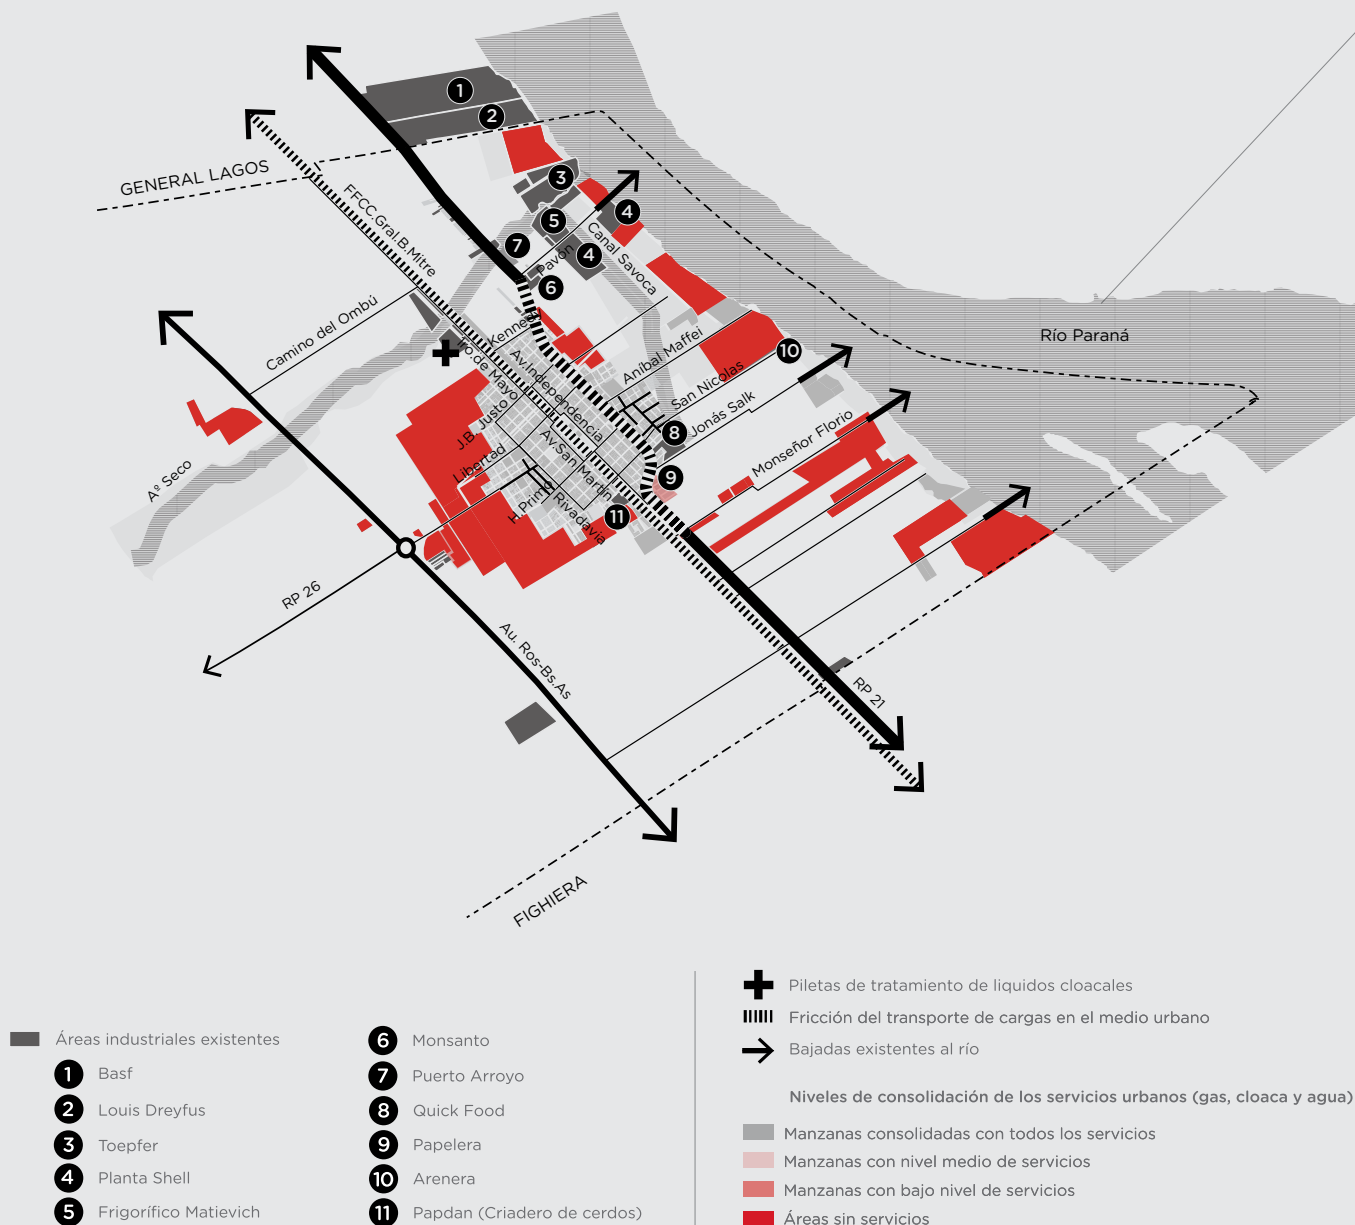 1
2
GENERAL LAGOS
3
FFCC.Gral.B.Mitre
4
5
Canal Savoca
7
4
Pavón
6
Camino del Ombú
Kennedy
Río Paraná
Aníbal Maffei
10
1ro.de Mayo
Av.Independencia
San Nicolas
J.B. Justo
Jonás Salk
8
Monseñor Florio
Av.San Martín
Libertad
Aº Seco
9
H.Primo
Rivadavia
11
RP 26
Au. Ros-Bs.As
RP 21
FIGHIERA
Áreas industriales existentes
1 Basf
2 Louis Dreyfus
3 Toepfer
4 Planta Shell
5 Frigorífico Matievich
6 Monsanto
7 Puerto Arroyo
8 Quick Food
9 Papelera
10 Arenera
11 Papdan (Criadero de cerdos)
Piletas de tratamiento de liquidos cloacales
Fricción del transporte de cargas en el medio urbano
Bajadas existentes al río
Niveles de consolidación de los servicios urbanos (gas, cloaca y agua)
Manzanas consolidadas con todos los servicios
Manzanas con nivel medio de servicios
Manzanas con bajo nivel de servicios
Áreas sin servicios